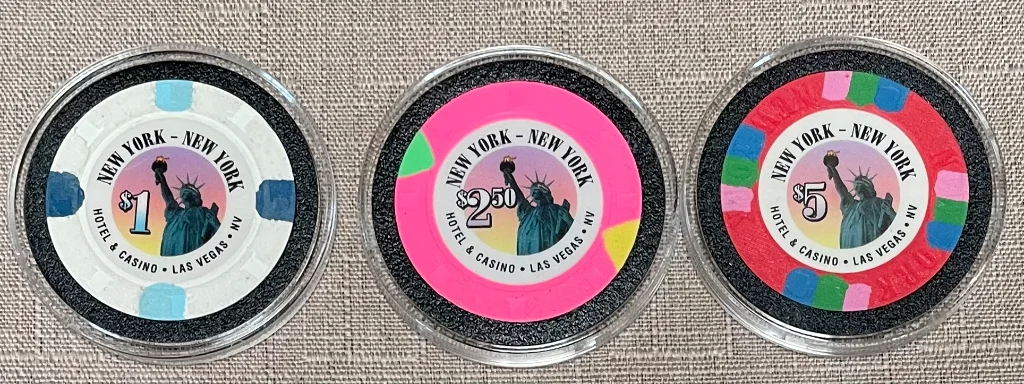 NEW YORK – NEW YORK
$1
HOTEL & CASINO • LAS VEGAS • NV
NEW YORK – NEW YORK
$2.50
HOTEL & CASINO • LAS VEGAS • NV
NEW YORK – NEW YORK
$5
HOTEL & CASINO • LAS VEGAS • NV